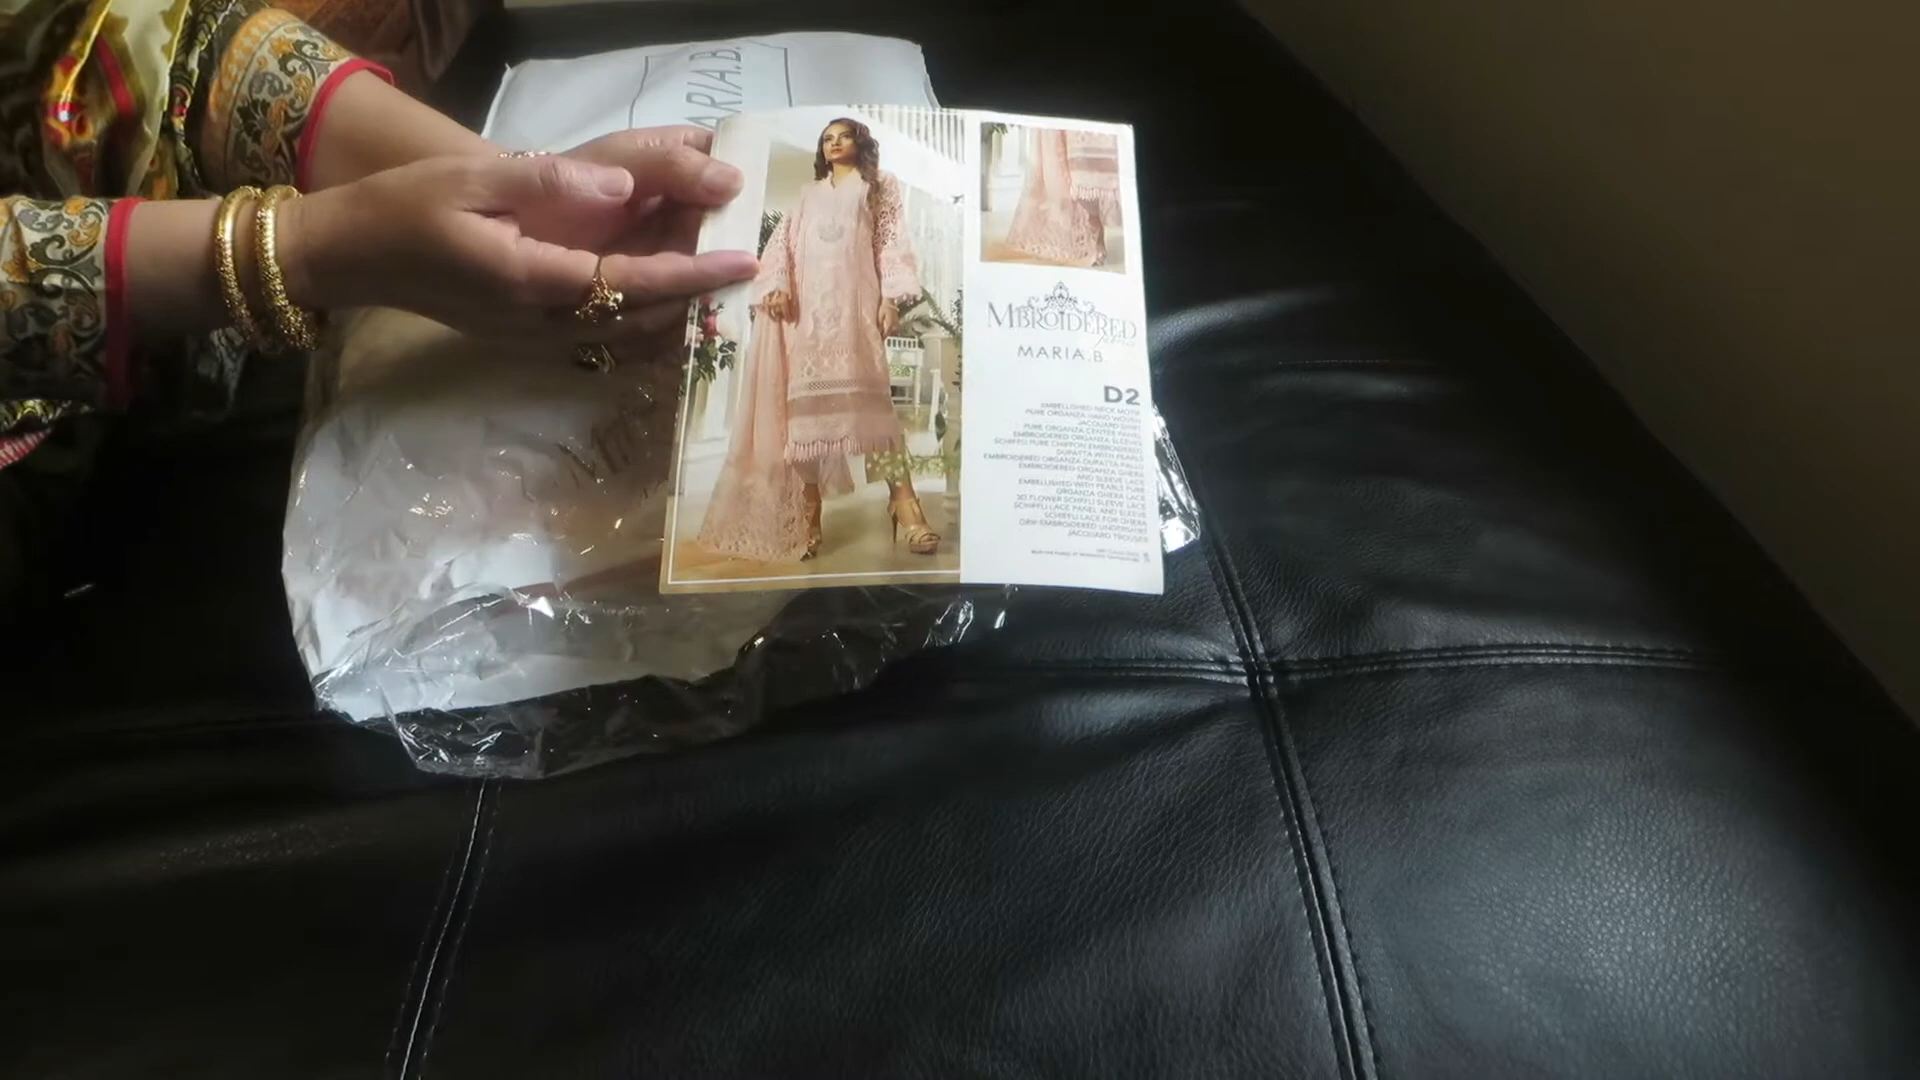 ARIA.B.
MBROIDERED
MARIA.B.
D2
EMBELLISHED NECK MOTIF
PURE ORGANZA HAND WOVEN
JACQUARD SHIRT
PURE ORGANZA CENTER PANEL
EMBROIDERED ORGANZA SLEEVES
SCHIFFLI PURE CHIFFON EMBROIDERED
DUPATTA WITH PEARLS
EMBROIDERED ORGANZA DUPATTA PALLU
EMBROIDERED ORGANZA GHERA
AND SLEEVE LACE
EMBELLISHED WITH PEARLS PURE
ORGANZA GHERA LACE
3D FLOWER SCHIFFLI SLEEVE LACE
SCHIFFLI LACE PANEL AND SLEEVE
SCHIFFLI LACE FOR GHERA
GRIP EMBROIDERED UNDERSHIRT
JACQUARD TROUSER